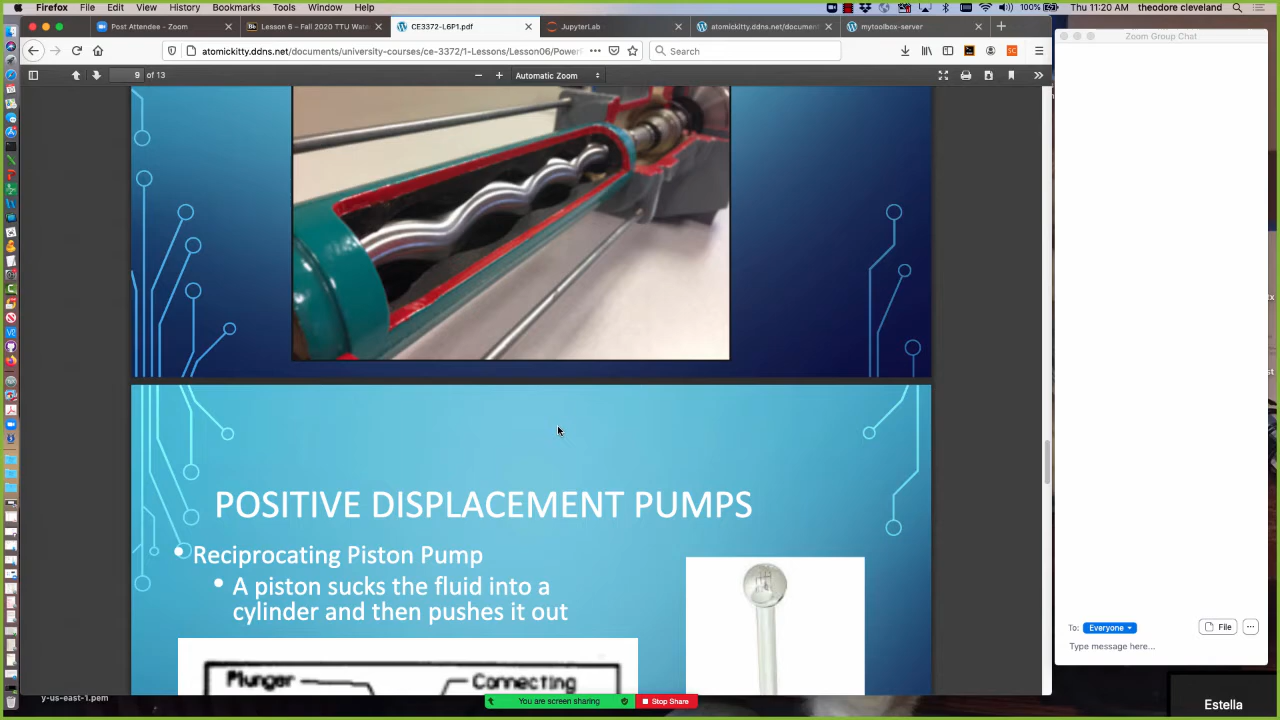 Firefox File Edit View History Bookmarks Tools Window Help 100% Thu 11:20 AM theodore cleveland
Post Attendee - Zoom
Lesson 6 – Fall 2020 TTU Wate
CE3372-L6P1.pdf
JupyterLab
atomickitty.ddns.net/document
mytoolbox-server
atomickitty.ddns.net/documents/university-courses/ce-3372/1-Lessons/Lesson06/Power
Search
9 of 13
Automatic Zoom
POSITIVE DISPLACEMENT PUMPS
Reciprocating Piston Pump
A piston sucks the fluid into a
cylinder and then pushes it out
Plunger
Connecting
Zoom Group Chat
To: Everyone
File
Type message here...
y-us-east-1.pem
You are screen sharing
Stop Share
Estella